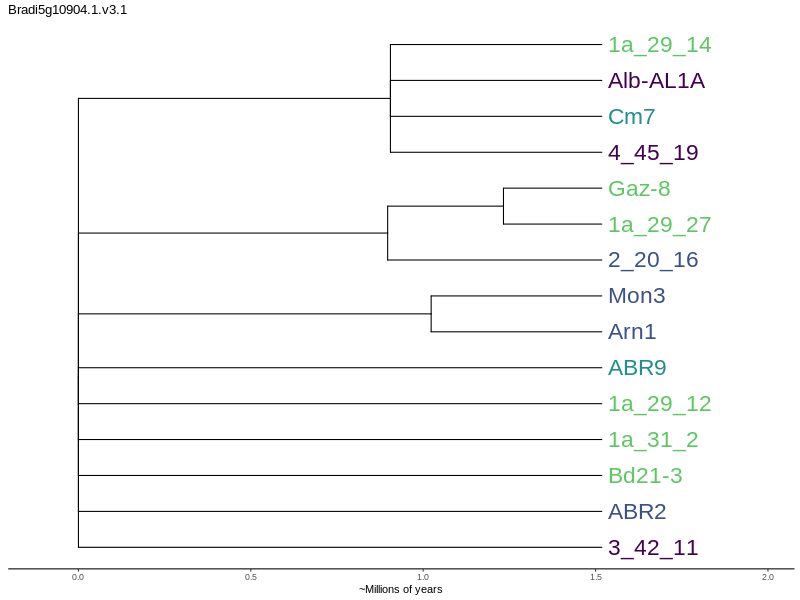 Bradi5g10904.1.v3.1
1a_29_14
Alb-AL1A
Cm7
4_45_19
Gaz-8
1a_29_27
2_20_16
Mon3
Arn1
ABR9
1a_29_12
1a_31_2
Bd21-3
ABR2
3_42_11
0.0 0.5 1.0 1.5 2.0
~Millions of years